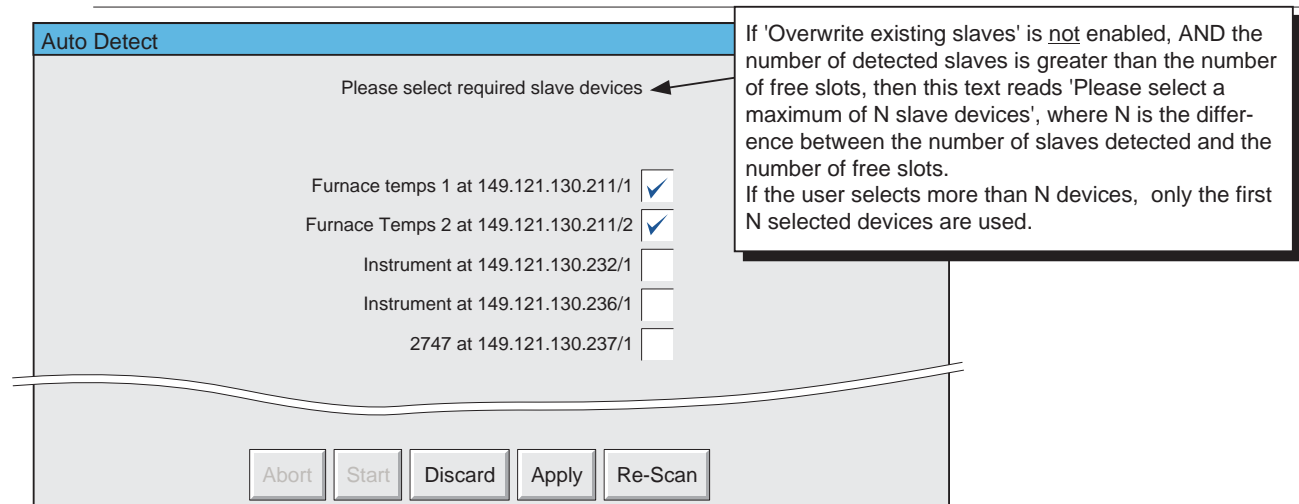 Auto Detect
Please select required slave devices
If 'Overwrite existing slaves' is not enabled, AND the
number of detected slaves is greater than the number
of free slots, then this text reads 'Please select a
maximum of N slave devices', where N is the differ-
ence between the number of slaves detected and the
number of free slots.
If the user selects more than N devices, only the first
N selected devices are used.
Furnace temps 1 at 149.121.130.211/1
Furnace Temps 2 at 149.121.130.211/2
Instrument at 149.121.130.232/1
Instrument at 149.121.130.236/1
2747 at 149.121.130.237/1
Abort Start Discard Apply Re-Scan